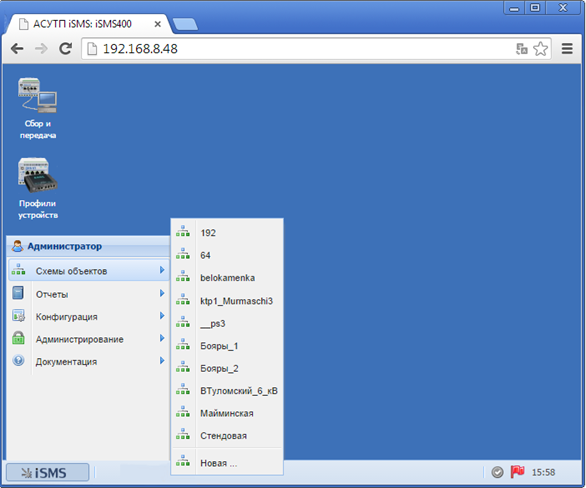 АСУТП iSMS: iSMS400
192.168.8.48
Сбор и
передача
Профили
устройств
Администратор
Схемы объектов
Отчеты
Конфигурация
Администрирование
Документация
192
64
belokamenka
ktp1_Murmaschi3
__ps3
Бояры_1
Бояры_2
ВТуломский_6_кВ
Майминская
Стендовая
Новая ...
iSMS
15:58